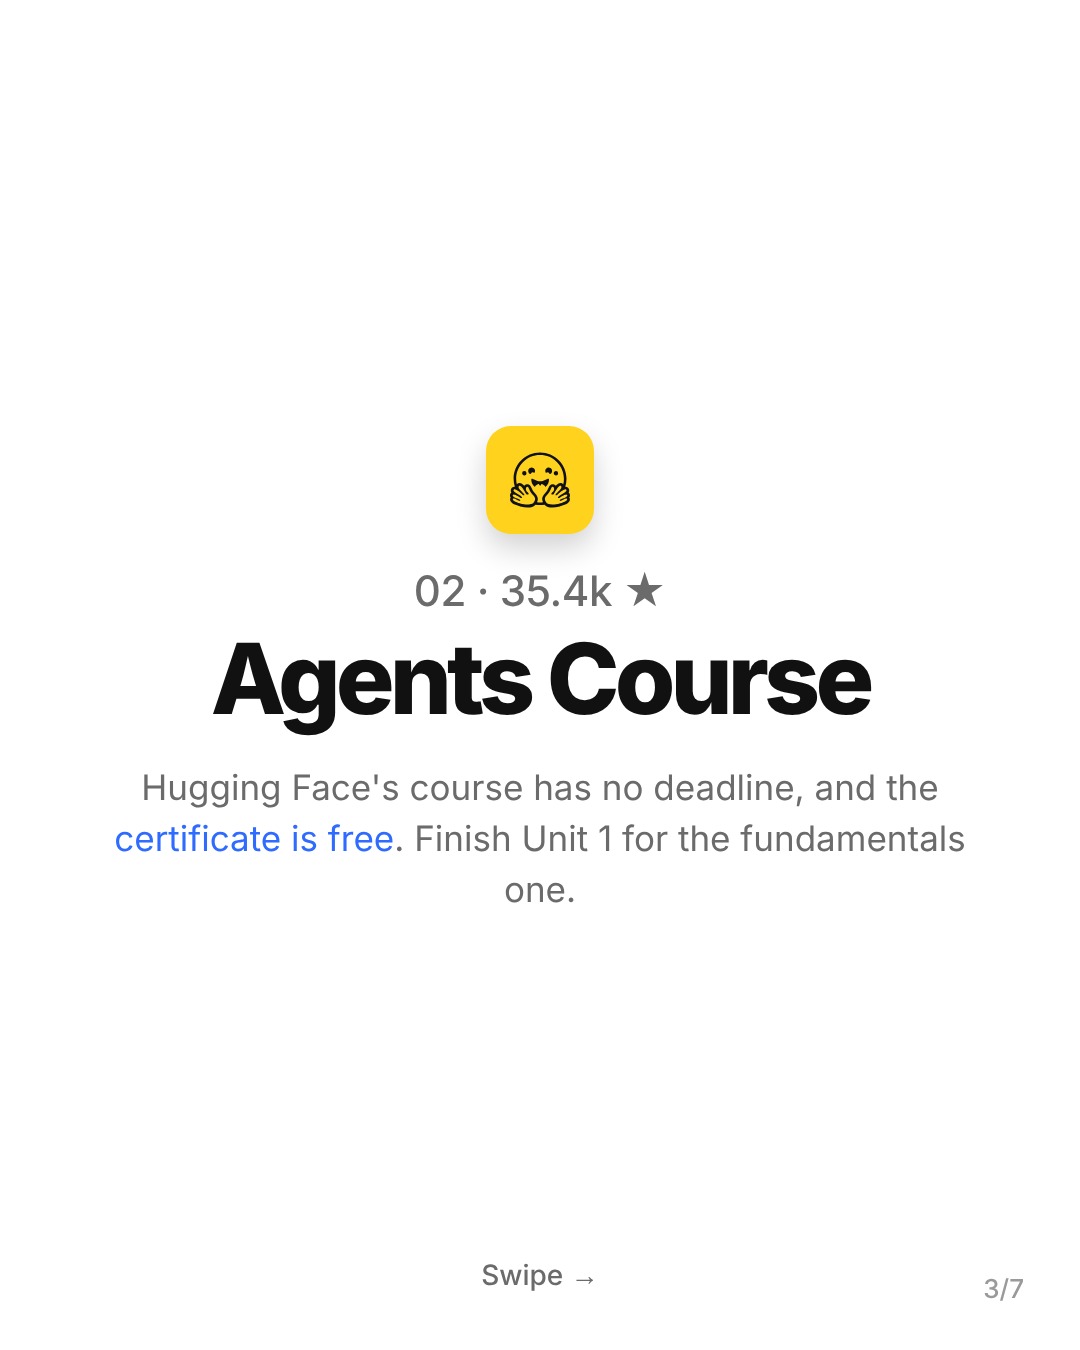 02 · 35.4k ★
Agents Course
Hugging Face's course has no deadline, and the
certificate is free. Finish Unit 1 for the fundamentals
one.
Swipe →
3/7